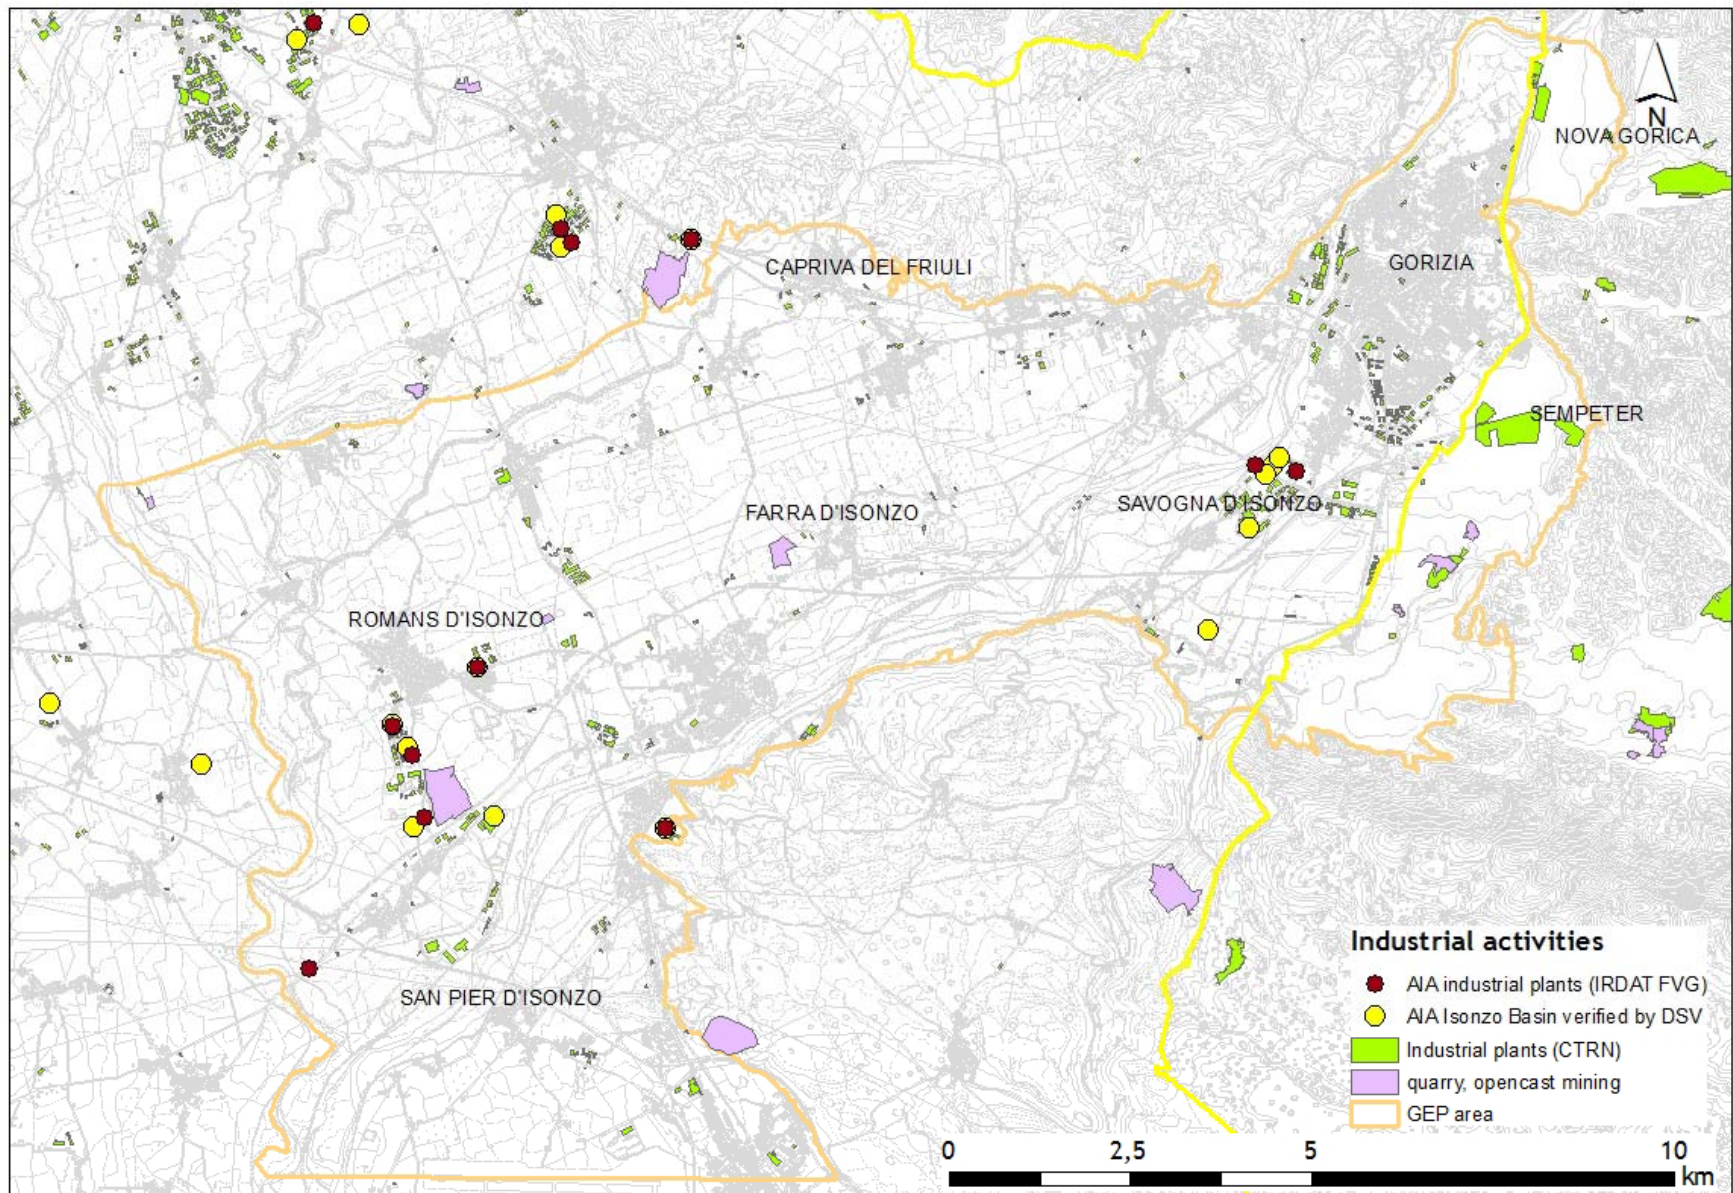 N
NOVA GORICA
GORIZIA
CAPRIVA DEL FRIULI
SEMPETER
SAVOGNA D'ISONZO
FARRA D'ISONZO
ROMANS D'ISONZO
SAN PIER D'ISONZO
Industrial activities
AIA industrial plants (IRDAT FVG)
AIA Isonzo Basin verified by DSV
Industrial plants (CTRN)
quarry, opencast mining
GEP area
0 2,5 5 10
km